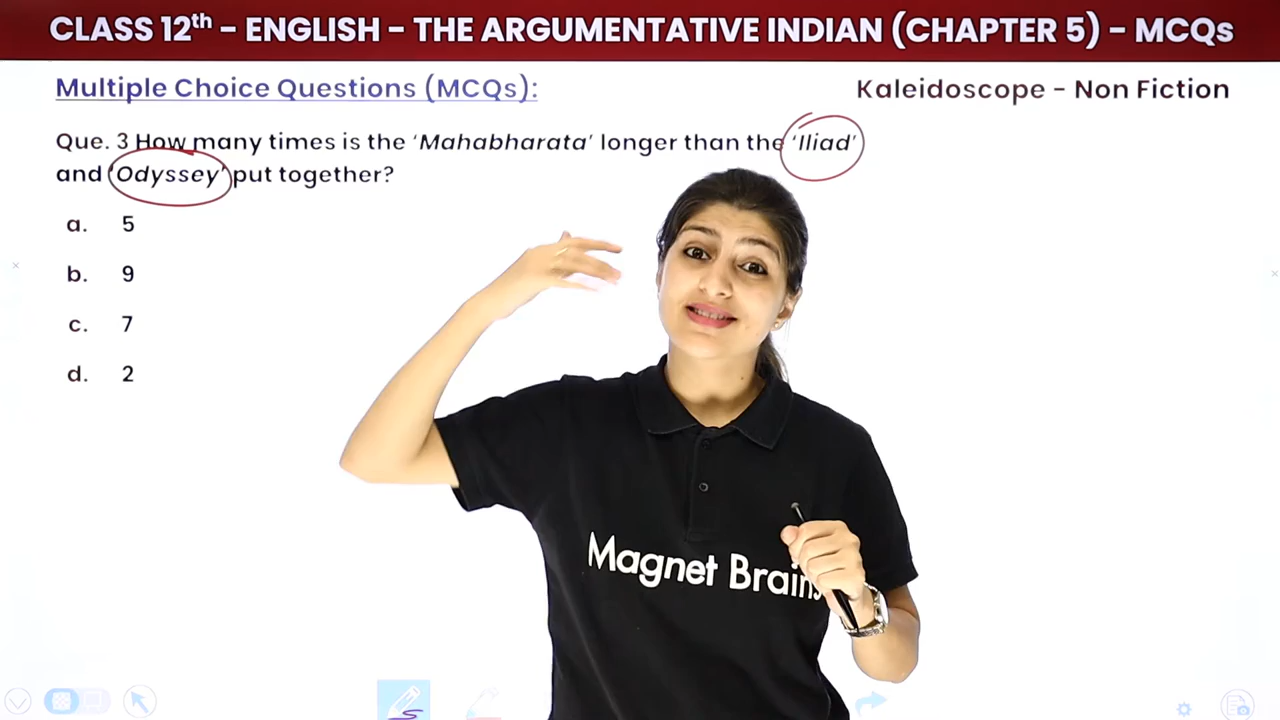 CLASS 12th – ENGLISH – THE ARGUMENTATIVE INDIAN (CHAPTER 5) – MCQs
Multiple Choice Questions (MCQs):
Kaleidoscope – Non Fiction
Que. 3 How many times is the ‘Mahabharata’ longer than the ‘Iliad’
and ‘Odyssey’ put together?
a. 5
b. 9
c. 7
d. 2
Magnet Brains